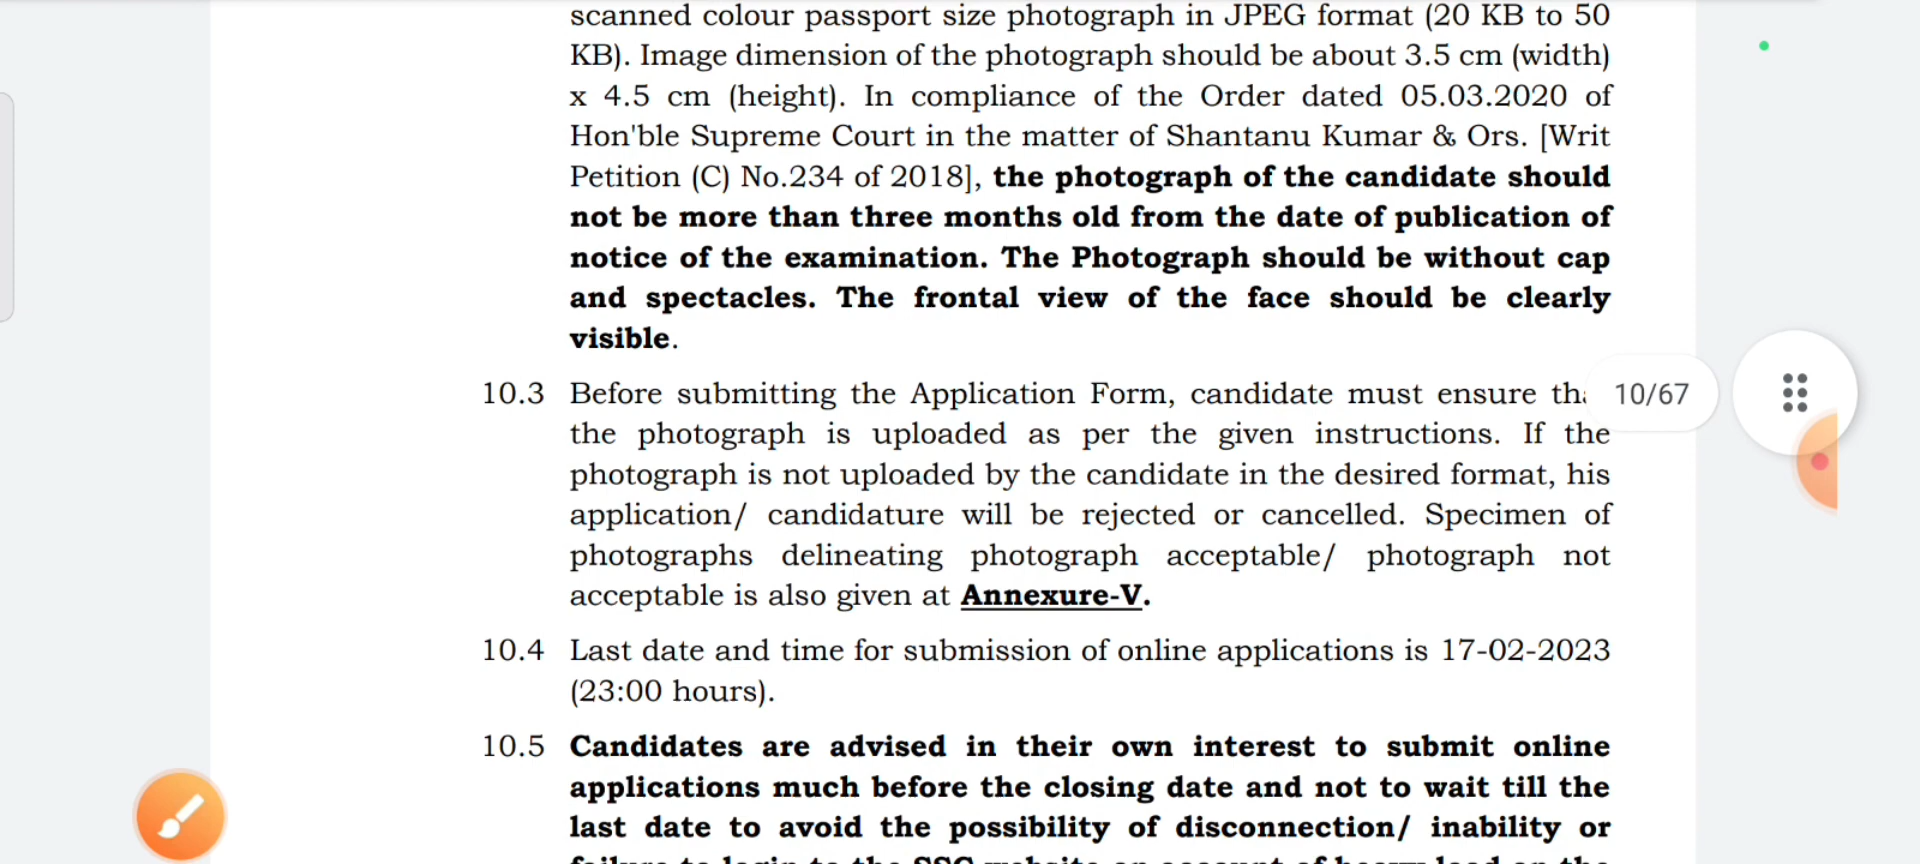 scanned colour passport size photograph in JPEG format (20 KB to 50
KB). Image dimension of the photograph should be about 3.5 cm (width)
x 4.5 cm (height). In compliance of the Order dated 05.03.2020 of
Hon'ble Supreme Court in the matter of Shantanu Kumar & Ors. [Writ
Petition (C) No.234 of 2018], the photograph of the candidate should
not be more than three months old from the date of publication of
notice of the examination. The Photograph should be without cap
and spectacles. The frontal view of the face should be clearly
visible.
10.3 Before submitting the Application Form, candidate must ensure
10/67
the photograph is uploaded as per the given instructions. If the
photograph is not uploaded by the candidate in the desired format, his
application/ candidature will be rejected or cancelled. Specimen of
photographs delineating photograph acceptable/ photograph not
acceptable is also given at Annexure-V.
10.4 Last date and time for submission of online applications is 17-02-2023
(23:00 hours).
10.5 Candidates are advised in their own interest to submit online
applications much before the closing date and not to wait till the
last date to avoid the possibility of disconnection/ inability or